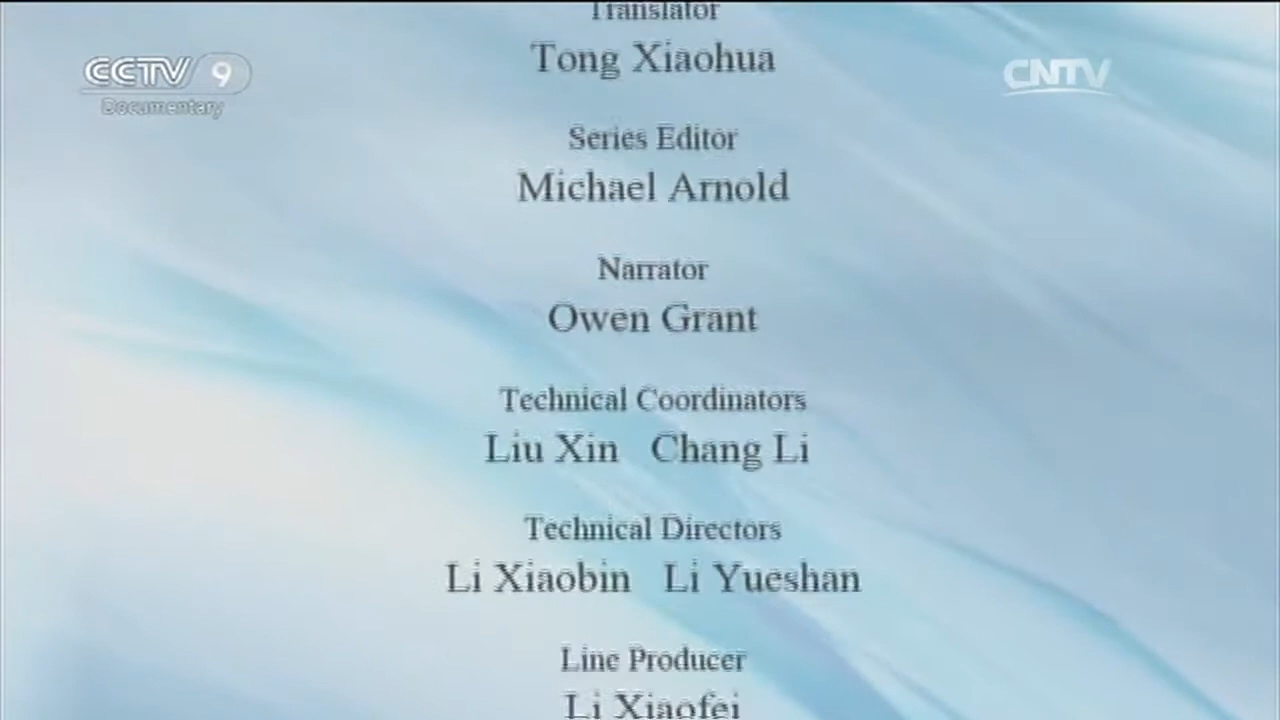 Translator
CCTV 9
Documentary
CNTV
Tong Xiaohua
Series Editor
Michael Arnold
Narrator
Owen Grant
Technical Coordinators
Liu Xin Chang Li
Technical Directors
Li Xiaobin Li Yueshan
Line Producer
Li Xiaofei